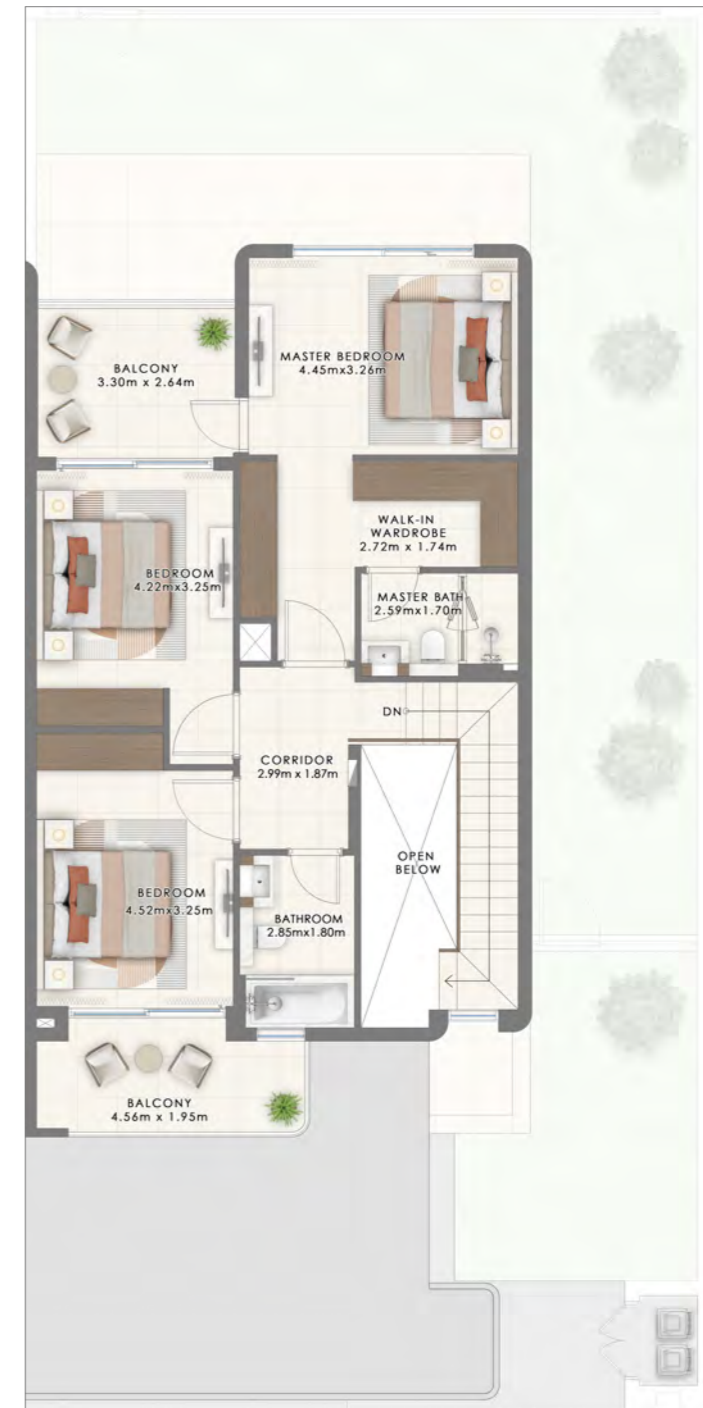 BALCONY
3.30m x 2.64m
MASTER BEDROOM
4.45mx3.26m
WALK-IN
WARDROBE
2.72m x 1.74m
BEDROOM
4.22mx3.25m
MASTER BATH
2.59mx1.70m
DN
CORRIDOR
2.99m x 1.87m
OPEN
BELOW
BEDROOM
4.52mx3.25m
BATHROOM
2.85mx1.80m
BALCONY
4.56m x 1.95m